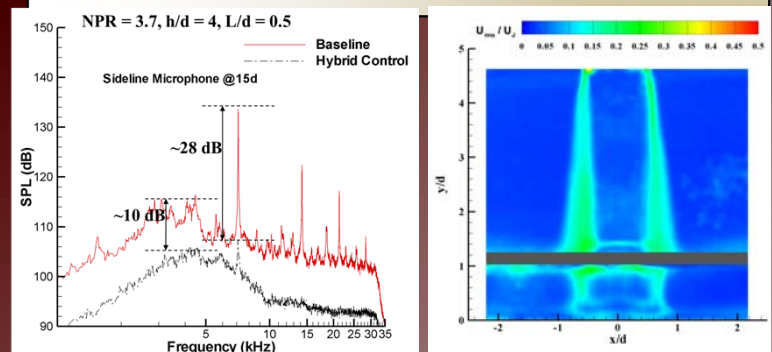 NPR = 3.7, h/d = 4, L/d = 0.5
150
140
130
120
110
100
90
SPL (dB)
Baseline
Hybrid Control
Sideline Microphone @15d
~28 dB
~10 dB
5 10 15 20 25 30 35
Frequency (kHz)
U_rms / U_d
0 0.05 0.1 0.15 0.2 0.25 0.3 0.35 0.4 0.45 0.5
5
4
3
2
1
0
y/d
-2 -1 0 1 2
x/d